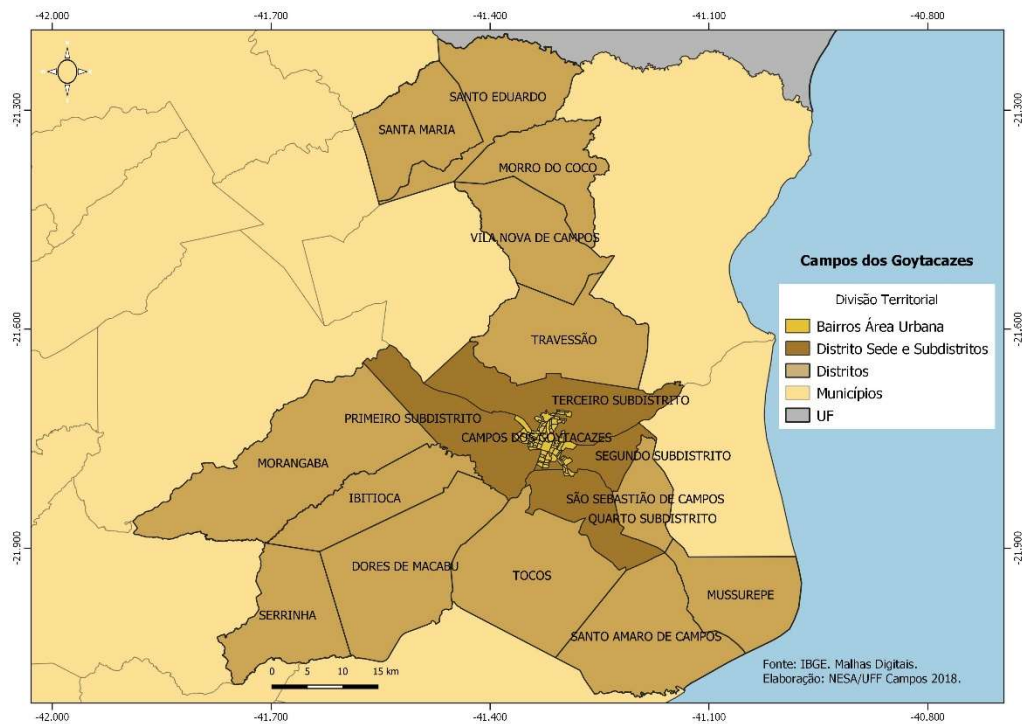 -42.000 -41.700 -41.400 -41.100 -40.800
-21.300 -21.300
SANTO EDUARDO
SANTA MARIA
MORRO DO COCO
VILA NOVA DE CAMPOS
Campos dos Goytacazes
Divisão Territorial
Bairros Área Urbana
Distrito Sede e Subdistritos
Distritos
Municípios
UF
-21.600 -21.600
TRAVESSÃO
TERCEIRO SUBDISTRITO
PRIMEIRO SUBDISTRITO
CAMPOS DOS GOYTACAZES
SEGUNDO SUBDISTRITO
MORANGABA
IBITIOCA
SÃO SEBASTIÃO DE CAMPOS
QUARTO SUBDISTRITO
-21.900 -21.900
DORES DE MACABU
TOCOS
MUSSUREPE
SERRINHA
SANTO AMARO DE CAMPOS
0 5 10 15 km
Fonte: IBGE. Malhas Digitais.
Elaboração: NESA/UFF Campos 2018.
-42.000 -41.700 -41.400 -41.100 -40.800